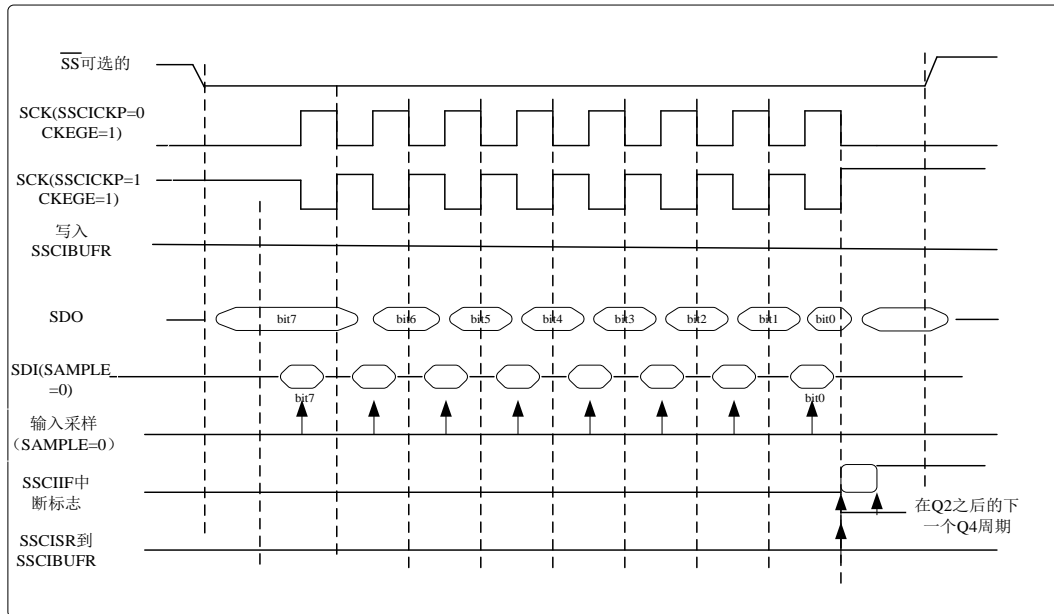 SS可选的
SCK(SSCICKP=0
CKEGE=1)
SCK(SSCICKP=1
CKEGE=1)
写入
SSCIBUFR
SDO
bit7
bit6
bit5
bit4
bit3
bit2
bit1
bit0
SDI(SAMPLE
=0)
bit7
bit0
输入采样
（SAMPLE=0）
SSCIIF中
断标志
在Q2之后的下
一个Q4周期
SSCISR到
SSCIBUFR